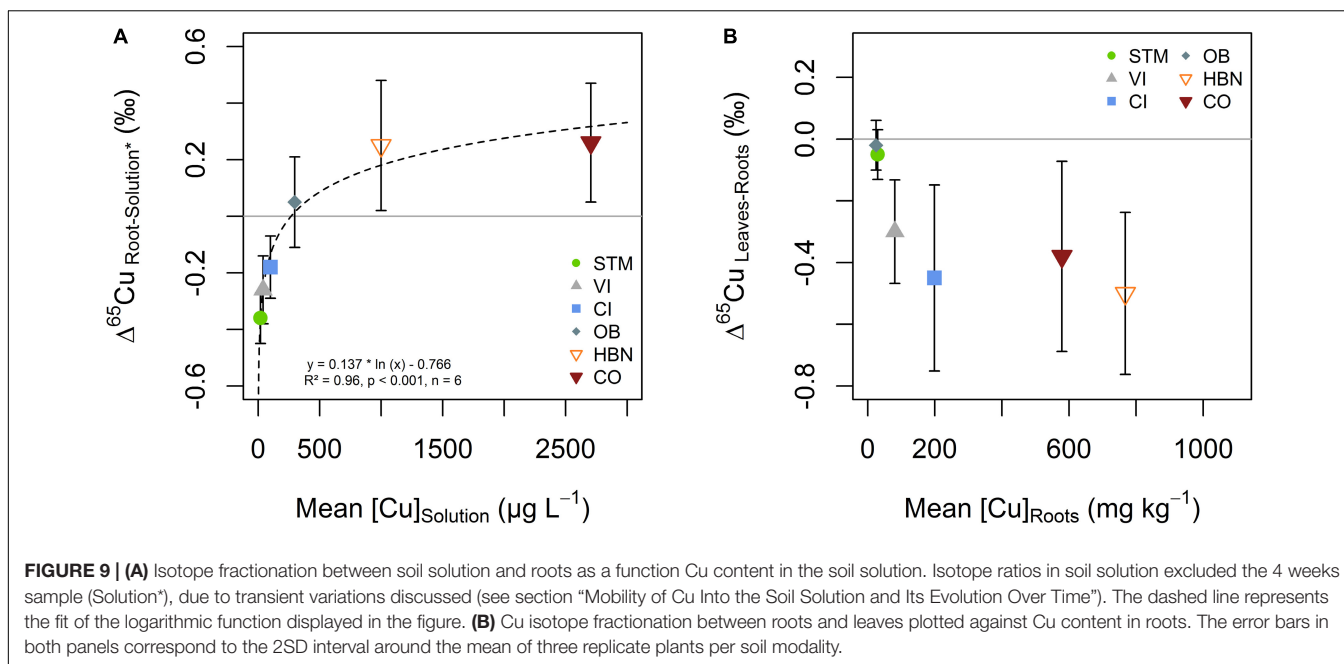 A
0.6
0.2
-0.2
-0.6
Δ65Cu Root-Solution* (‰)
STM
VI
CI
OB
HBN
CO
y = 0.137 * ln (x) - 0.766
R² = 0.96, p < 0.001, n = 6
0 500 1500 2500
Mean [Cu]Solution (µg L−1)
B
0.2
0.0
-0.4
-0.8
Δ65Cu Leaves-Roots (‰)
STM OB
VI HBN
CI CO
0 200 600 1000
Mean [Cu]Roots (mg kg−1)
FIGURE 9 | (A) Isotope fractionation between soil solution and roots as a function Cu content in the soil solution. Isotope ratios in soil solution excluded the 4 weeks
sample (Solution*), due to transient variations discussed (see section “Mobility of Cu Into the Soil Solution and Its Evolution Over Time”). The dashed line represents
the fit of the logarithmic function displayed in the figure. (B) Cu isotope fractionation between roots and leaves plotted against Cu content in roots. The error bars in
both panels correspond to the 2SD interval around the mean of three replicate plants per soil modality.